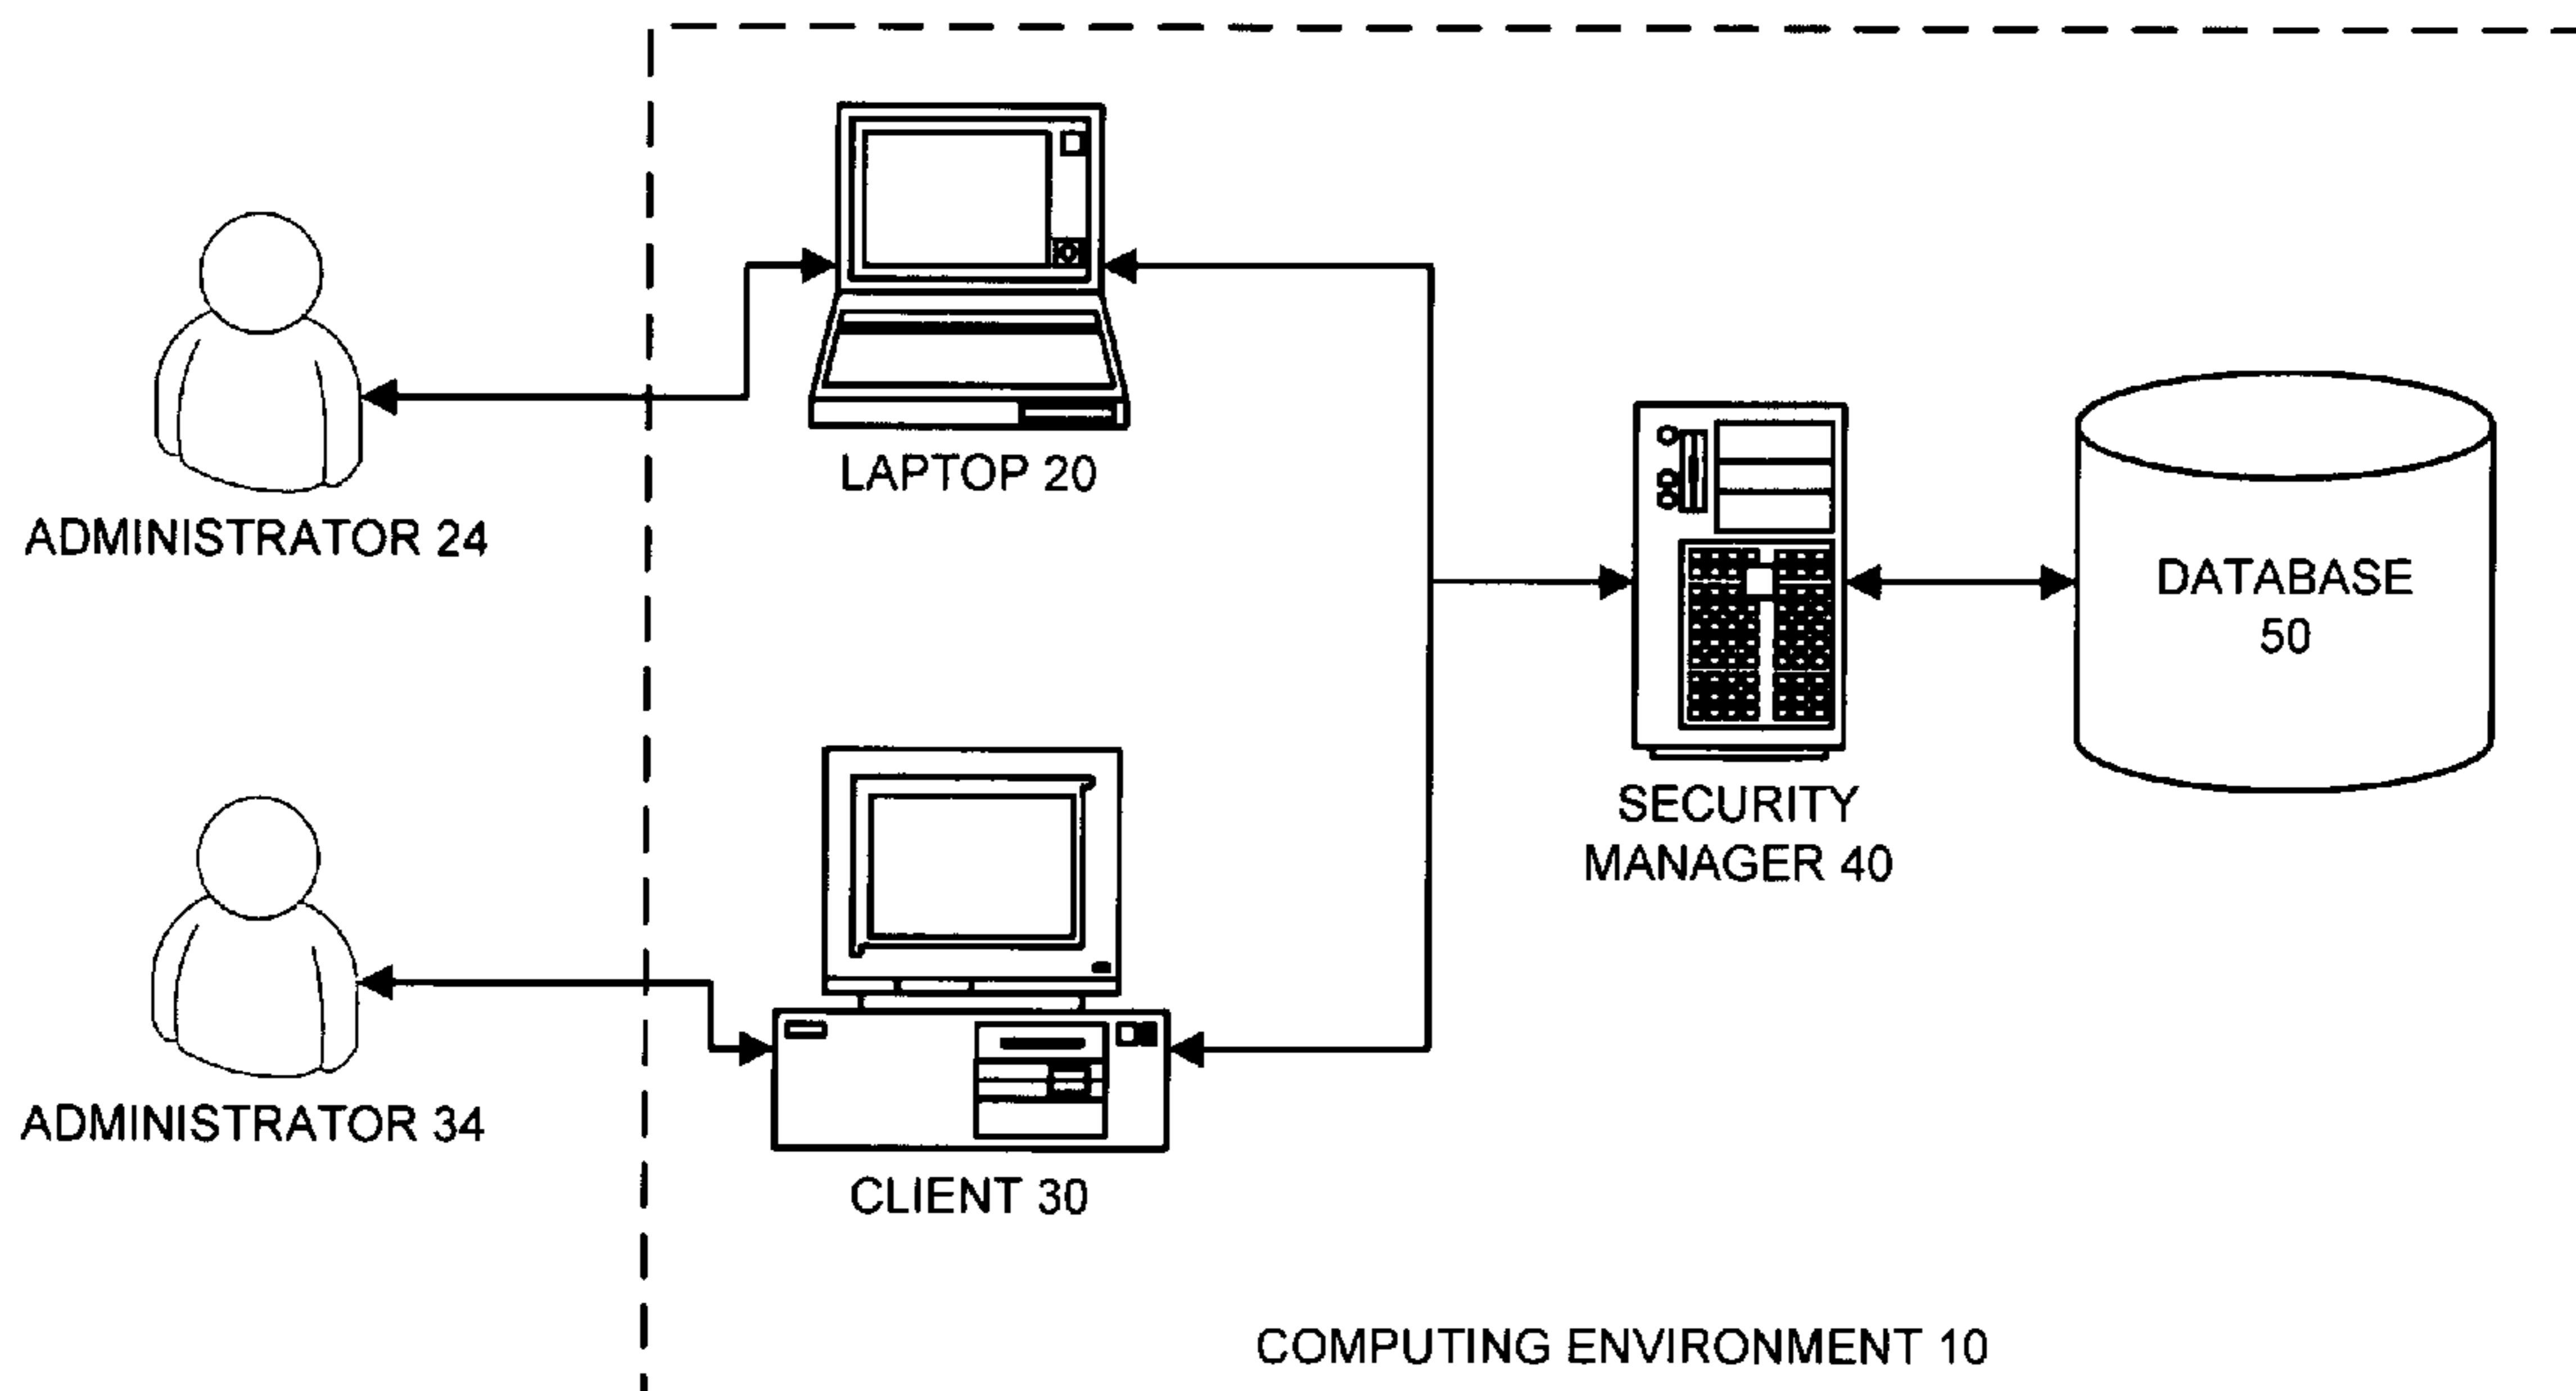 LAPTOP 20
ADMINISTRATOR 24
DATABASE
50
SECURITY
MANAGER 40
ADMINISTRATOR 34
CLIENT 30
COMPUTING ENVIRONMENT 10